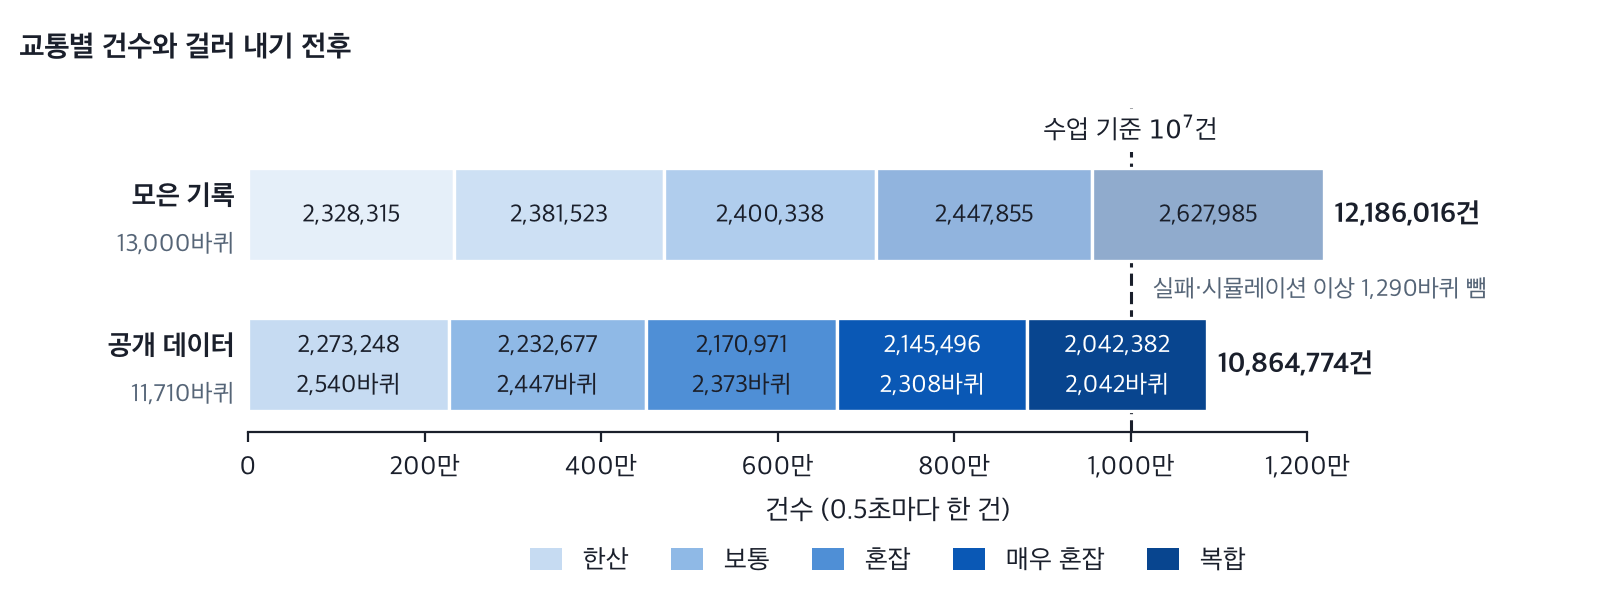 교통별 건수와 걸러 내기 전후
수업 기준 10⁷건
모은 기록
13,000바퀴
2,328,315
2,381,523
2,400,338
2,447,855
2,627,985
12,186,016건
실패·시뮬레이션 이상 1,290바퀴 뺌
공개 데이터
11,710바퀴
2,273,248
2,540바퀴
2,232,677
2,447바퀴
2,170,971
2,373바퀴
2,145,496
2,308바퀴
2,042,382
2,042바퀴
10,864,774건
0
200만
400만
600만
800만
1,000만
1,200만
건수 (0.5초마다 한 건)
한산
보통
혼잡
매우 혼잡
복합